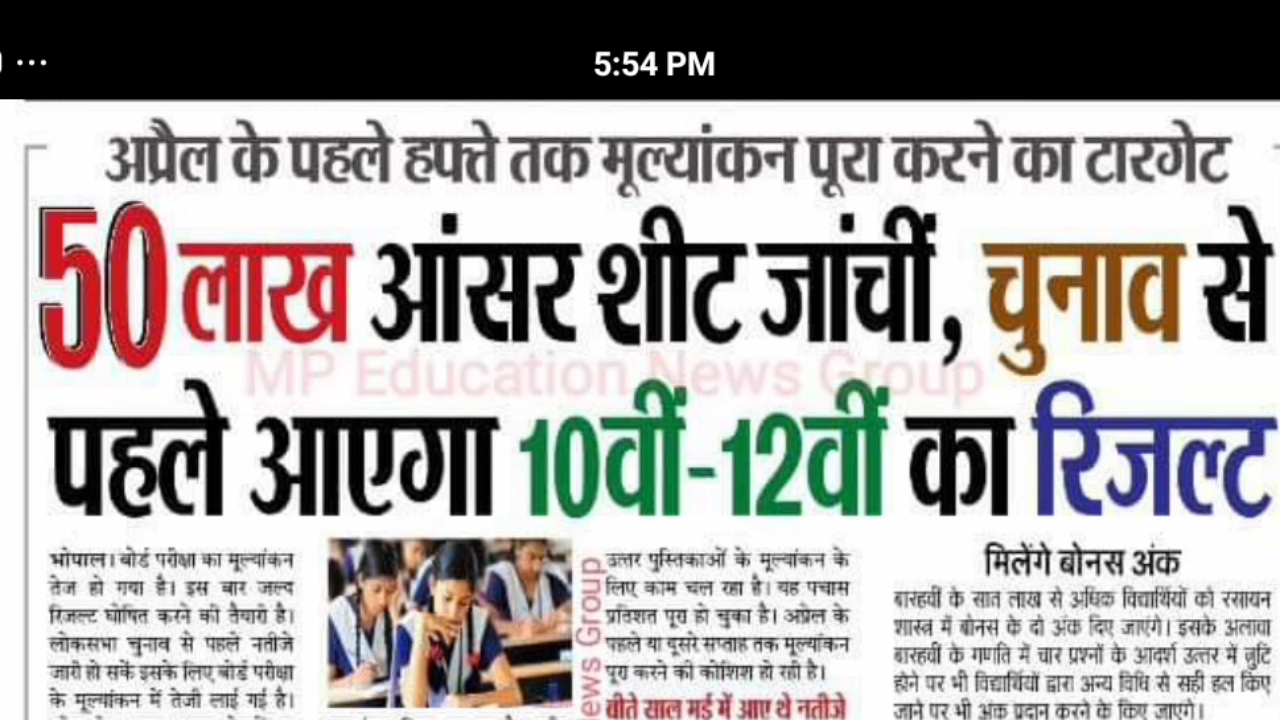 ...
5:54 PM
अप्रैल के पहले हफ्ते तक मूल्यांकन पूरा करने का टारगेट
50 लाख आंसर शीट जांचीं, चुनाव से
पहले आएगा 10वीं-12वीं का रिजल्ट
MP Education News Group
भोपाल। बोर्ड परीक्षा का मूल्यांकन
तेज हो गया है। इस बार जल्द
रिजल्ट घोषित करने की तैयारी है।
लोकसभा चुनाव से पहले नतीजे
जारी हो सकें इसके लिए बोर्ड परीक्षा
के मूल्यांकन में तेजी लाई गई है।
ews Group
उत्तर पुस्तिकाओं के मूल्यांकन के
लिए काम चल रहा है। यह पचास
प्रतिशत पूरा हो चुका है। अप्रेल के
पहले या दूसरे सप्ताह तक मूल्यांकन
पूरा करने की कोशिश हो रही है।
बीते साल मई में आए थे नतीजे
मिलेंगे बोनस अंक
बारहवीं के सात लाख से अधिक विद्यार्थियों को रसायन
शास्त्र में बोनस के दो अंक दिए जाएंगे। इसके अलावा
बारहवीं के गणति में चार प्रश्नों के आदर्श उत्तर में त्रुटि
होने पर भी विद्यार्थियों द्वारा अन्य विधि से सही हल किए
जाने पर भी अंक प्रदान करने के किए जाएंगे।